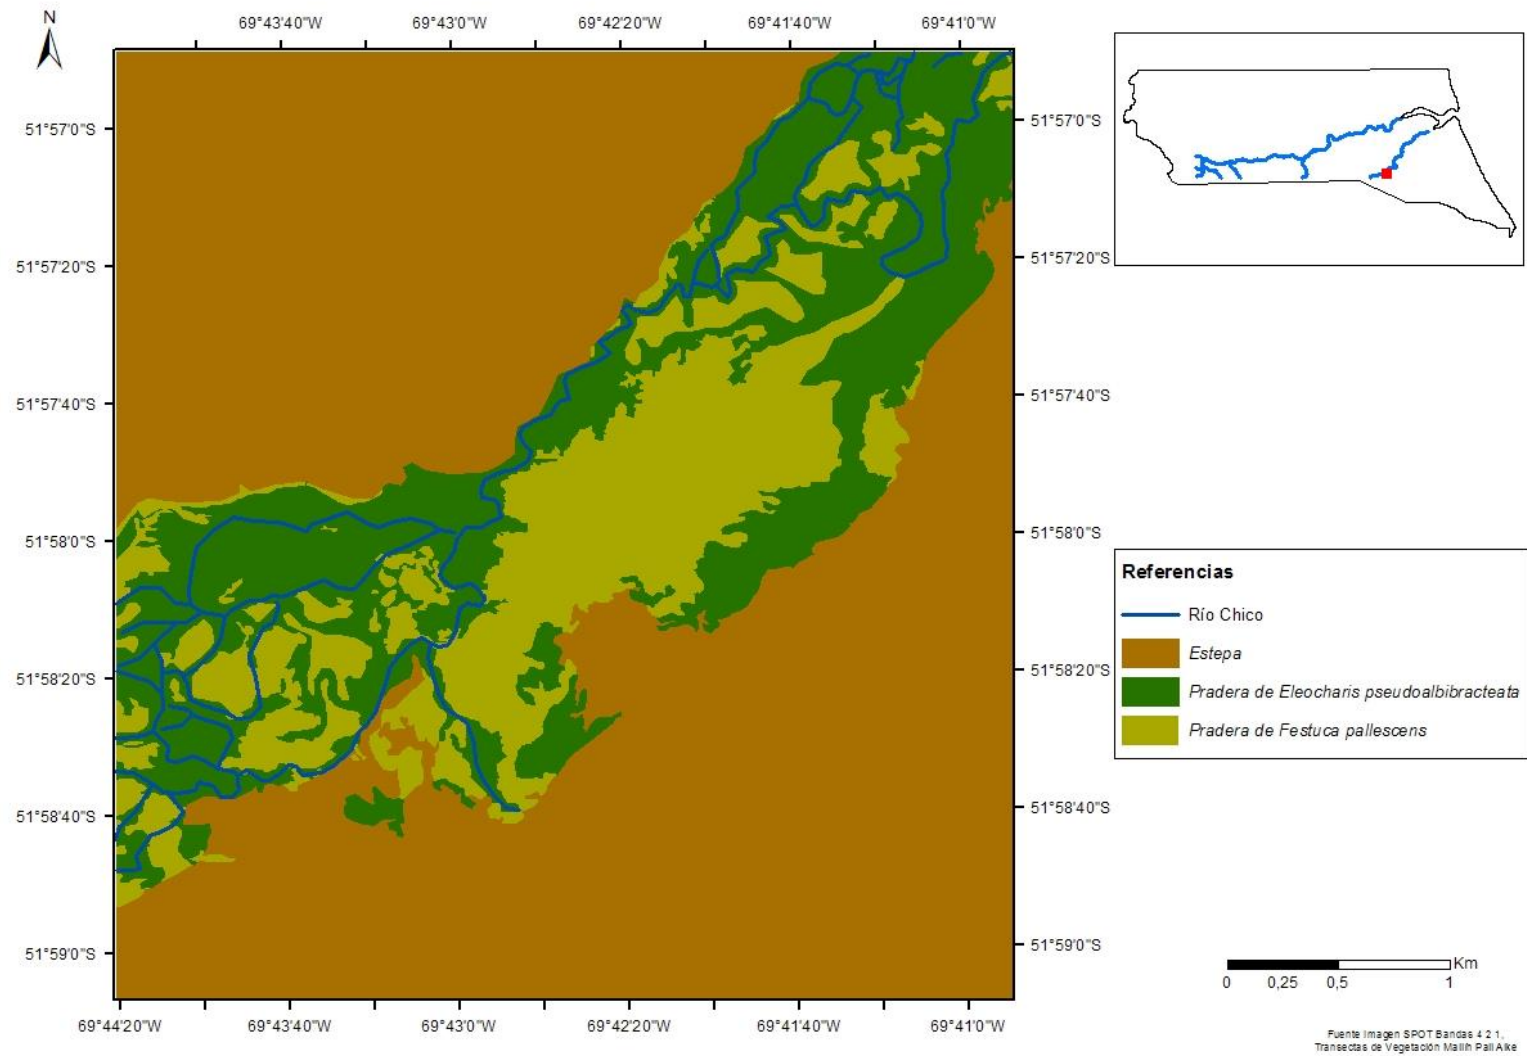 N
69°43'40"W 69°43'0"W 69°42'20"W 69°41'40"W 69°41'0"W
51°57'0"S 51°57'0"S
51°57'20"S 51°57'20"S
51°57'40"S 51°57'40"S
51°58'0"S 51°58'0"S
Referencias
Río Chico
Estepa
Pradera de Eleocharis pseudoalbibracteata
Pradera de Festuca pallescens
51°58'20"S 51°58'20"S
51°58'40"S 51°58'40"S
51°59'0"S 51°59'0"S
Km
0 0,25 0,5 1
69°44'20"W 69°43'40"W 69°43'0"W 69°42'20"W 69°41'40"W 69°41'0"W
Fuente Imagen SPOT Bandas 4 2 1,
Transectas de Vegetación Mallín Pali Aike